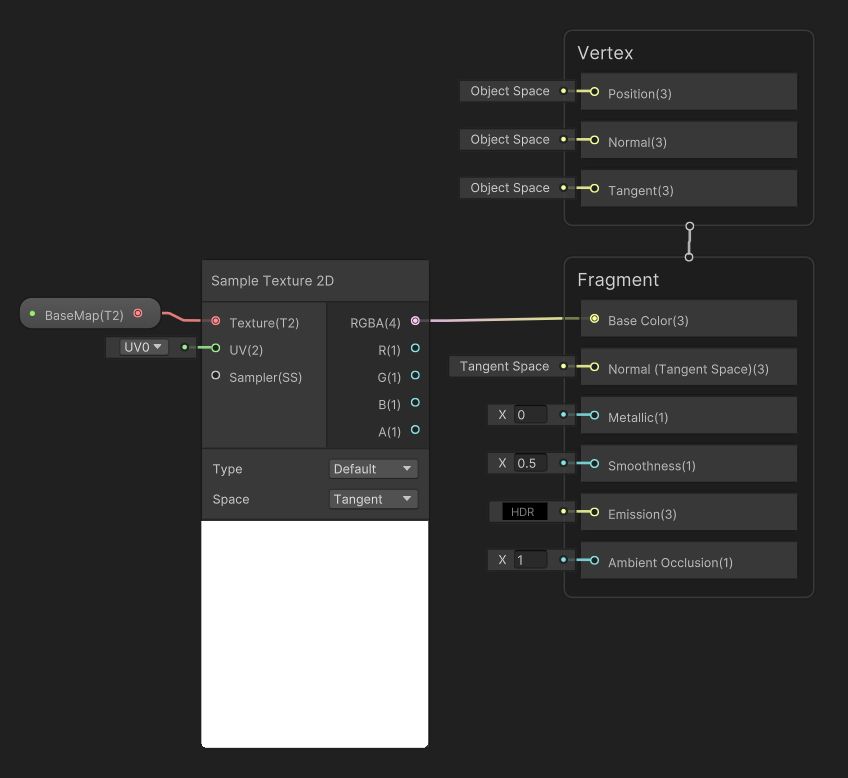 Vertex
Object Space Position(3)
Object Space Normal(3)
Object Space Tangent(3)
Sample Texture 2D
BaseMap(T2)
Texture(T2) RGBA(4)
UV0 UV(2) R(1)
Sampler(SS) G(1)
B(1)
A(1)
Type Default
Space Tangent
Fragment
Base Color(3)
Tangent Space Normal (Tangent Space)(3)
X 0 Metallic(1)
X 0.5 Smoothness(1)
HDR Emission(3)
X 1 Ambient Occlusion(1)